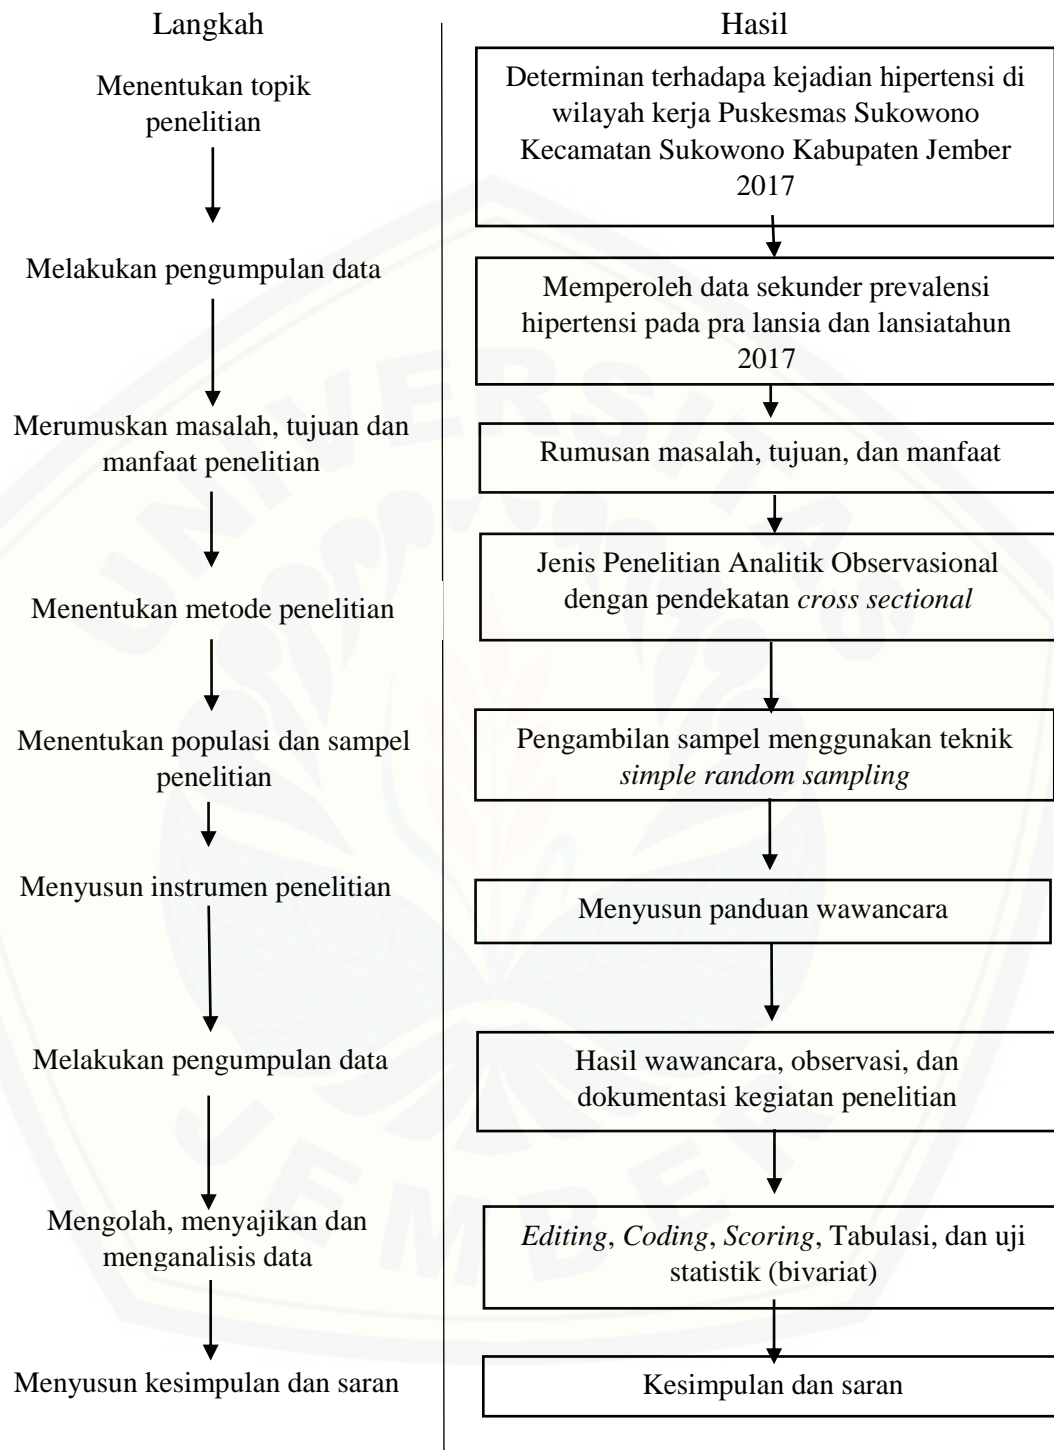 Langkah
Hasil
Menentukan topik
penelitian
Determinan terhadapa kejadian hipertensi di
wilayah kerja Puskesmas Sukowono
Kecamatan Sukowono Kabupaten Jember
2017
Melakukan pengumpulan data
Memperoleh data sekunder prevalensi
hipertensi pada pra lansia dan lansiatahun
2017
Merumuskan masalah, tujuan dan
manfaat penelitian
Rumusan masalah, tujuan, dan manfaat
Menentukan metode penelitian
Jenis Penelitian Analitik Observasional
dengan pendekatan cross sectional
Menentukan populasi dan sampel
penelitian
Pengambilan sampel menggunakan teknik
simple random sampling
Menyusun instrumen penelitian
Menyusun panduan wawancara
Melakukan pengumpulan data
Hasil wawancara, observasi, dan
dokumentasi kegiatan penelitian
Mengolah, menyajikan dan
menganalisis data
Editing, Coding, Scoring, Tabulasi, dan uji
statistik (bivariat)
Menyusun kesimpulan dan saran
Kesimpulan dan saran
UNIVERSITAS
JEMBER